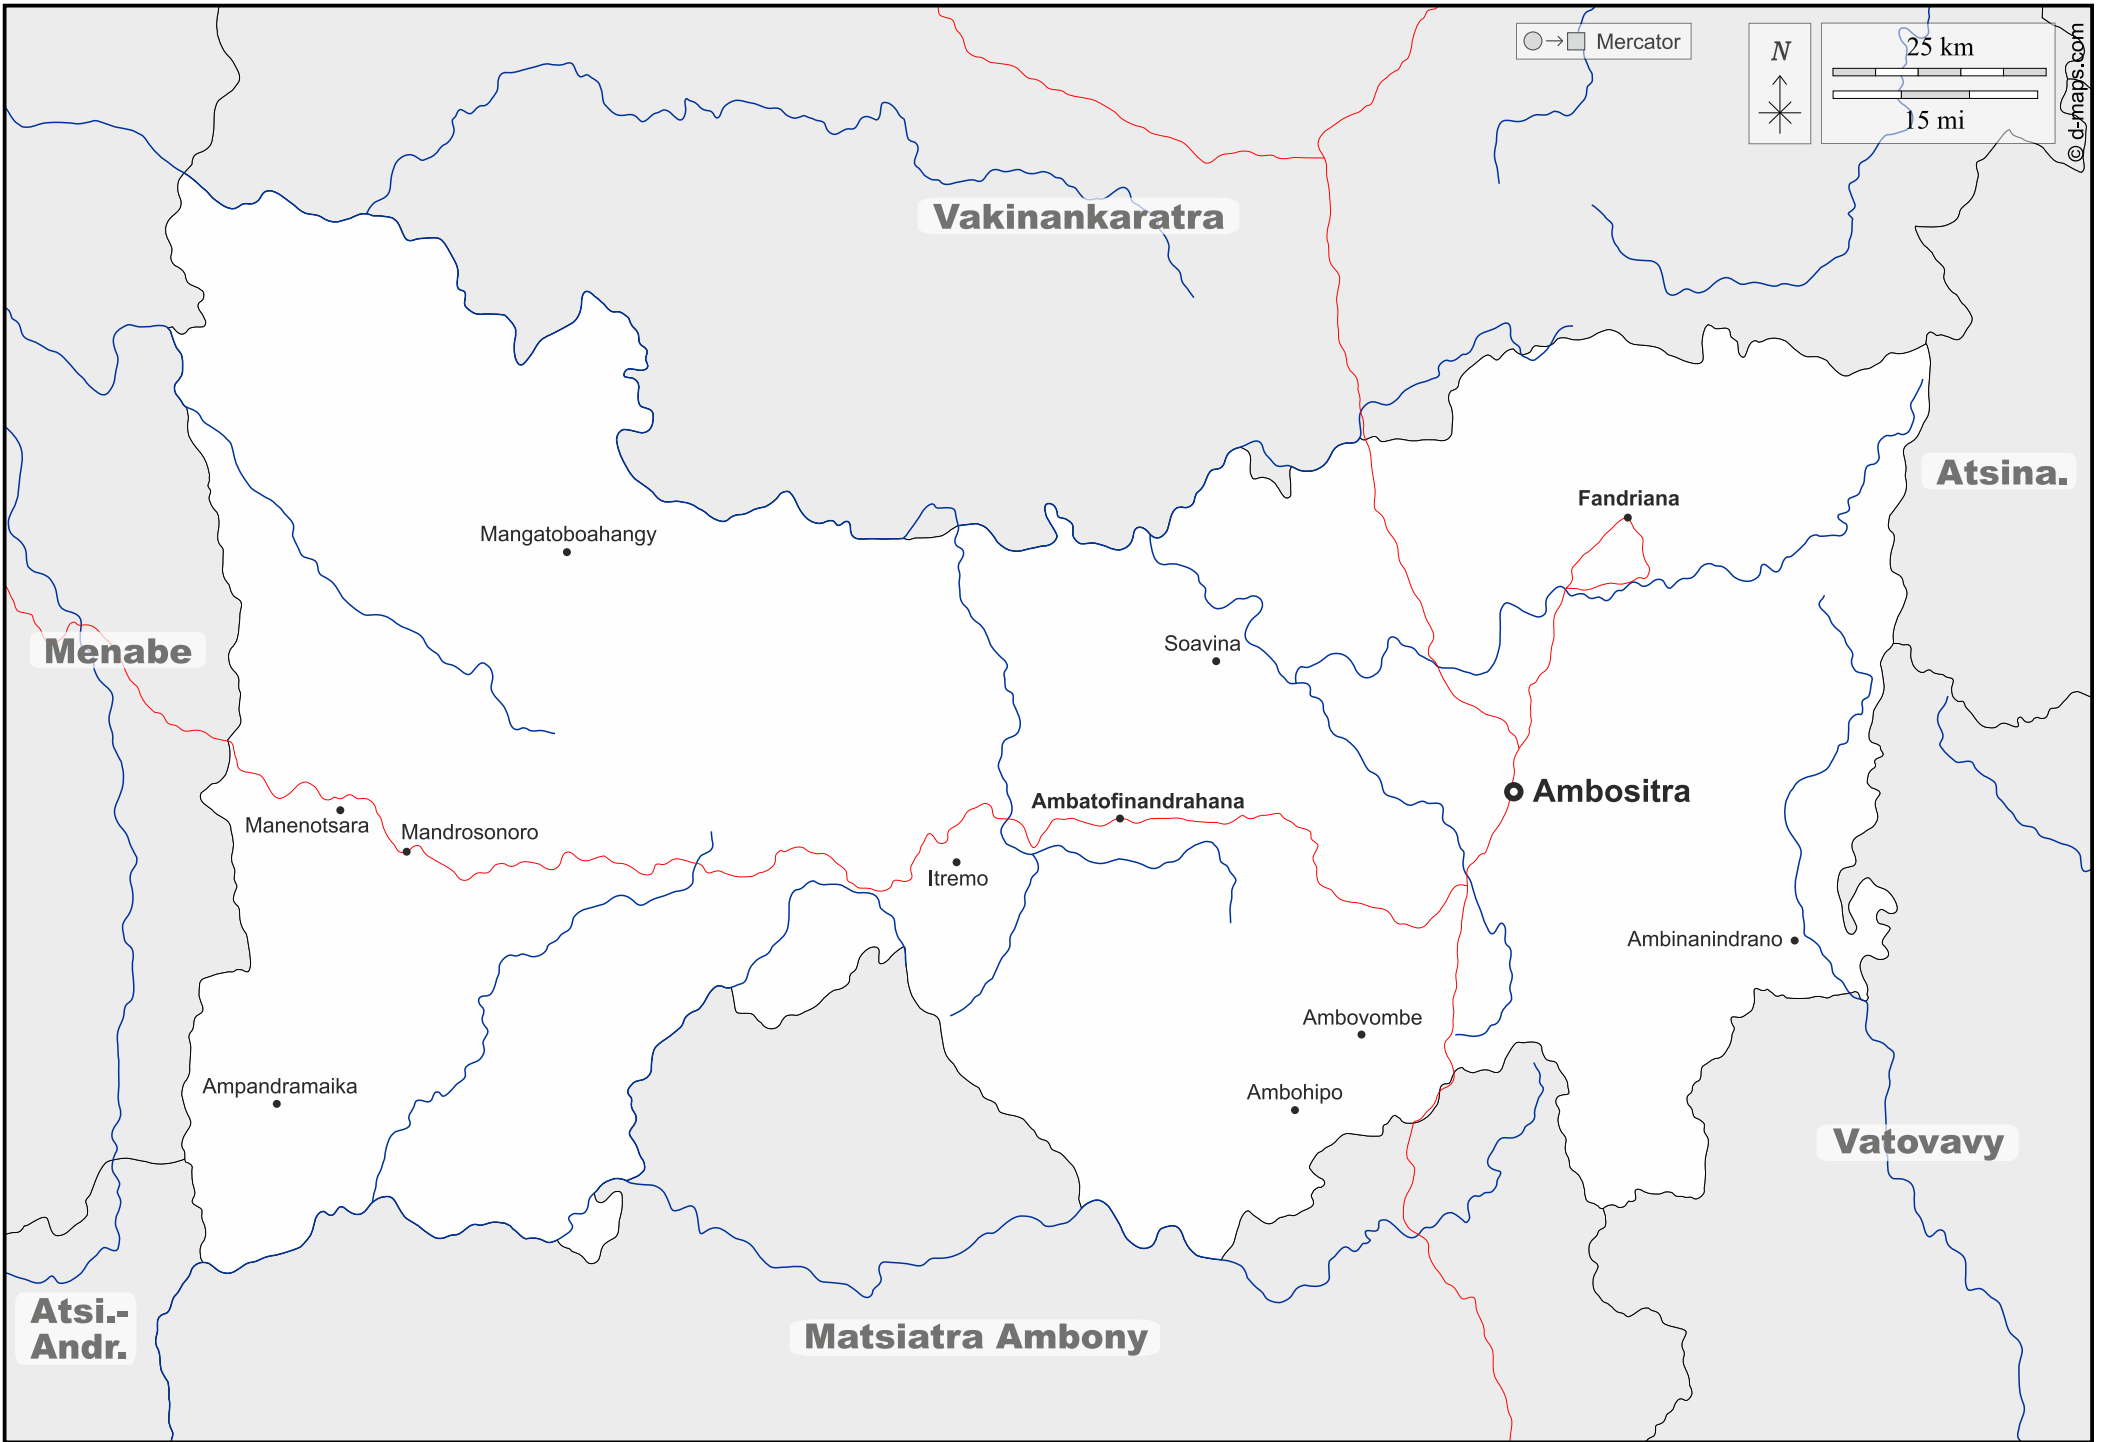 Mercator
N
25 km
15 mi
© d-maps.com
Vakinankaratra
Atsina.
Fandriana
Mangatoboahangy
Menabe
Soavina
Ambositra
Ambatofinandrahana
Manenotsara
Mandrosonoro
Itremo
Ambinanindrano
Ambovombe
Ampandramaika
Ambohipo
Vatovavy
Atsi.-
Andr.
Matsiatra Ambony